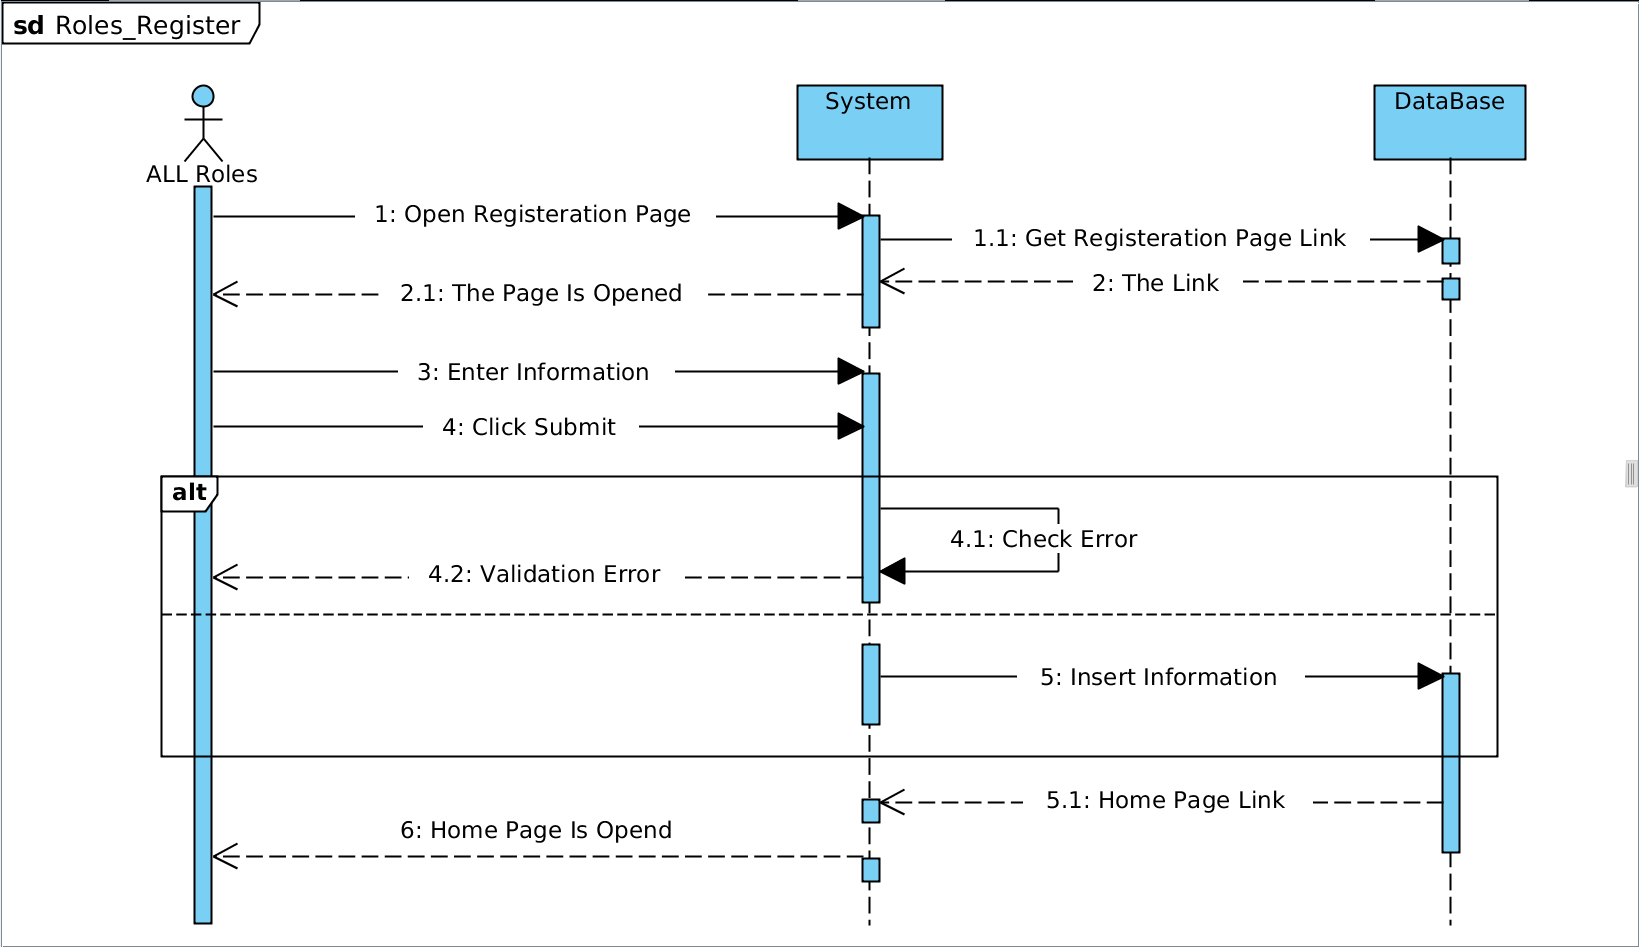 sd Roles_Register
System
DataBase
ALL Roles
1: Open Registeration Page
1.1: Get Registeration Page Link
2: The Link
2.1: The Page Is Opened
3: Enter Information
4: Click Submit
alt
4.1: Check Error
4.2: Validation Error
5: Insert Information
5.1: Home Page Link
6: Home Page Is Opend